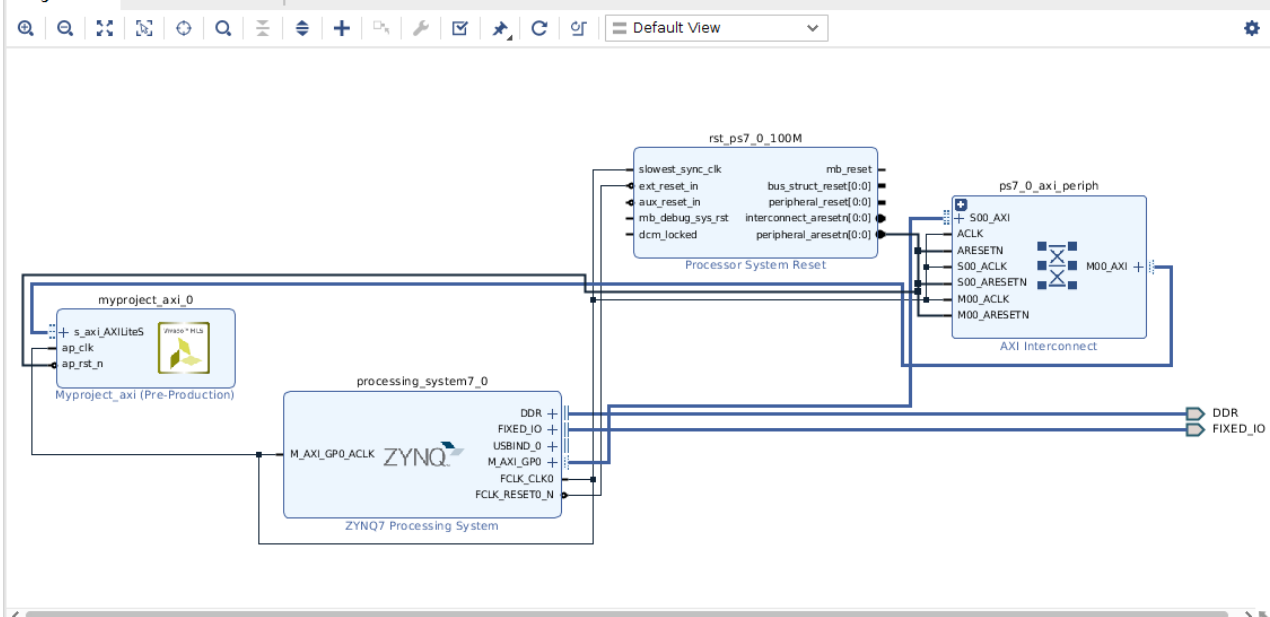 Default View
rst_ps7_0_100M
slowest_sync_clk
ext_reset_in
aux_reset_in
mb_debug_sys_rst
dcm_locked
mb_reset
bus_struct_reset[0:0]
peripheral_reset[0:0]
interconnect_aresetn[0:0]
peripheral_aresetn[0:0]
Processor System Reset
ps7_0_axi_periph
S00_AXI
ACLK
ARESETN
S00_ACLK
S00_ARESETN
M00_ACLK
M00_ARESETN
M00_AXI
AXI Interconnect
myproject_axi_0
s_axi_AXILiteS
ap_clk
ap_rst_n
Vivado™ HLS
Myproject_axi (Pre-Production)
processing_system7_0
M_AXI_GP0_ACLK
ZYNQ
DDR
FIXED_IO
USBIND_0
M_AXI_GP0
FCLK_CLK0
FCLK_RESET0_N
ZYNQ7 Processing System
DDR
FIXED_IO